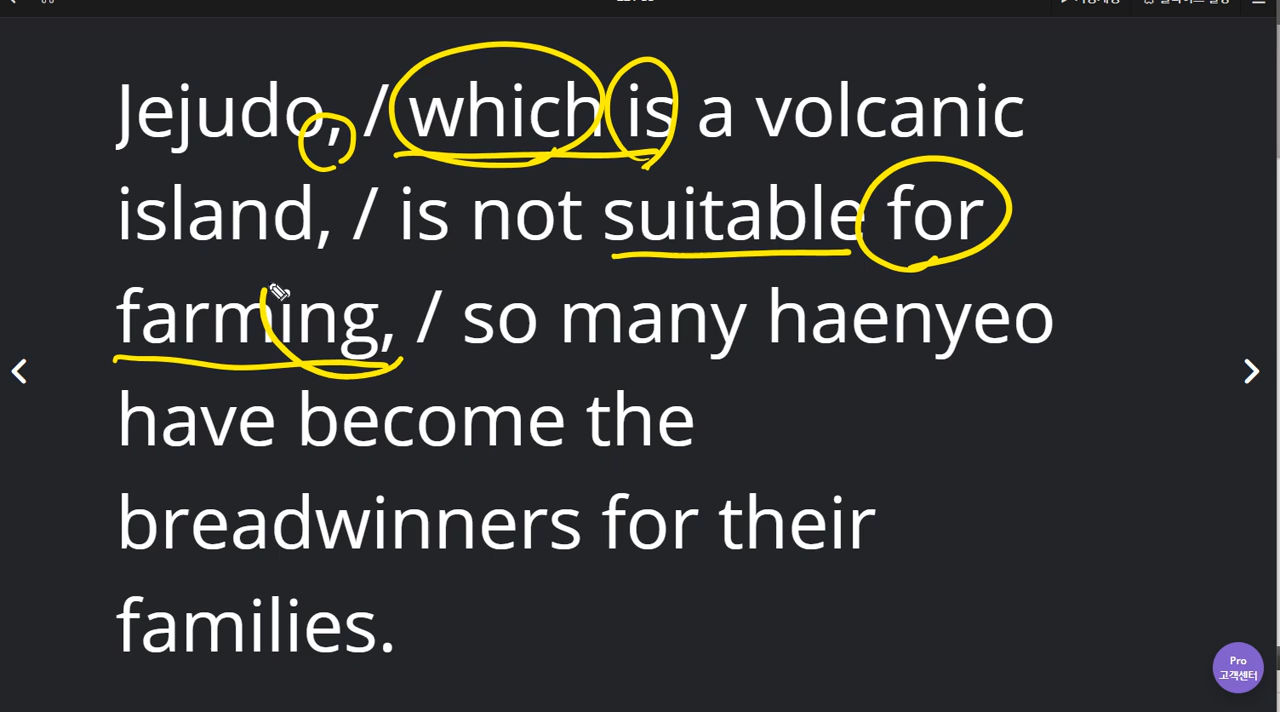 Jejudo, / which is a volcanic
island, / is not suitable for
farming, / so many haenyeo
have become the
breadwinners for their
families.
Pro
고객센터